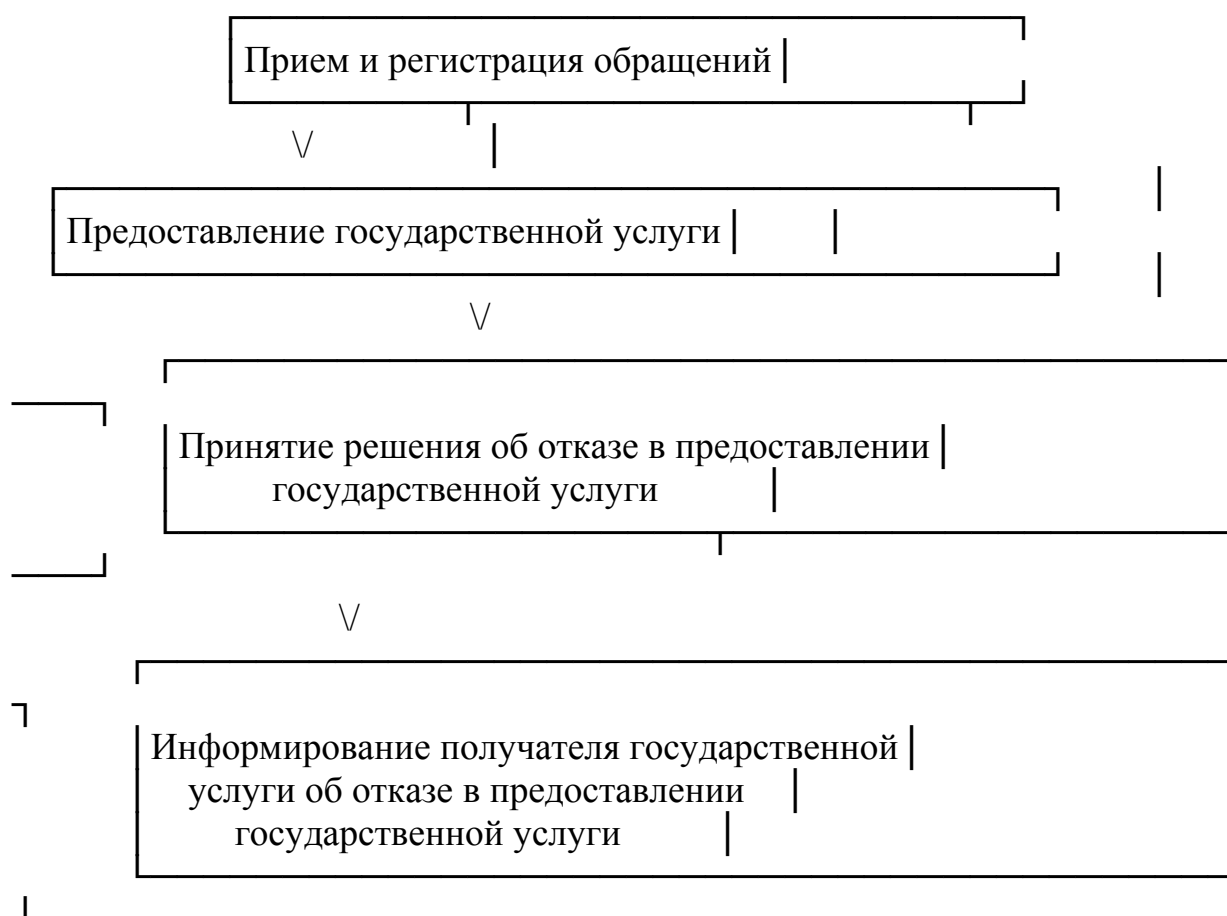 Прием и регистрация обращений
\/
Предоставление государственной услуги
\/
Принятие решения об отказе в предоставлении
государственной услуги
\/
Информирование получателя государственной
услуги об отказе в предоставлении
государственной услуги